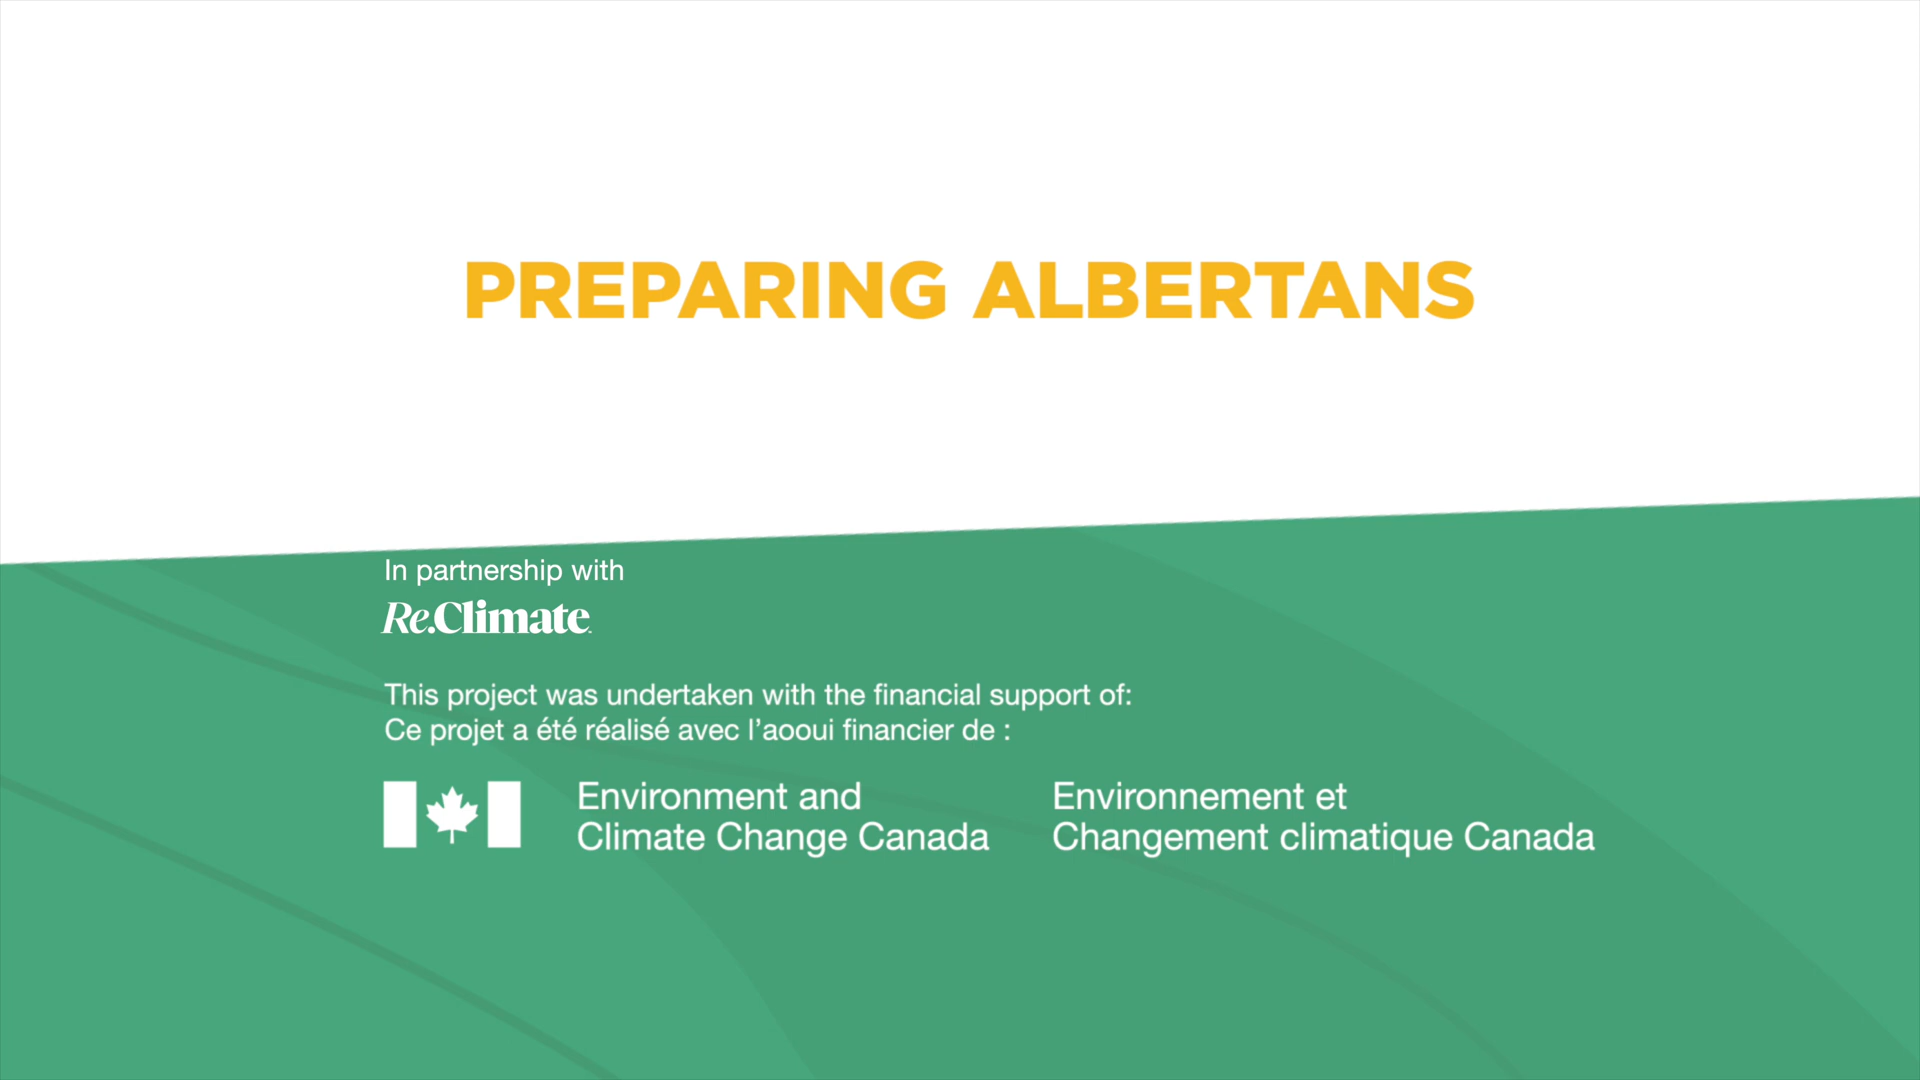 PREPARING ALBERTANS
In partnership with
Re.Climate
This project was undertaken with the financial support of:
Ce projet a été réalisé avec l’aooui financier de :
Environment and
Climate Change Canada
Environnement et
Changement climatique Canada